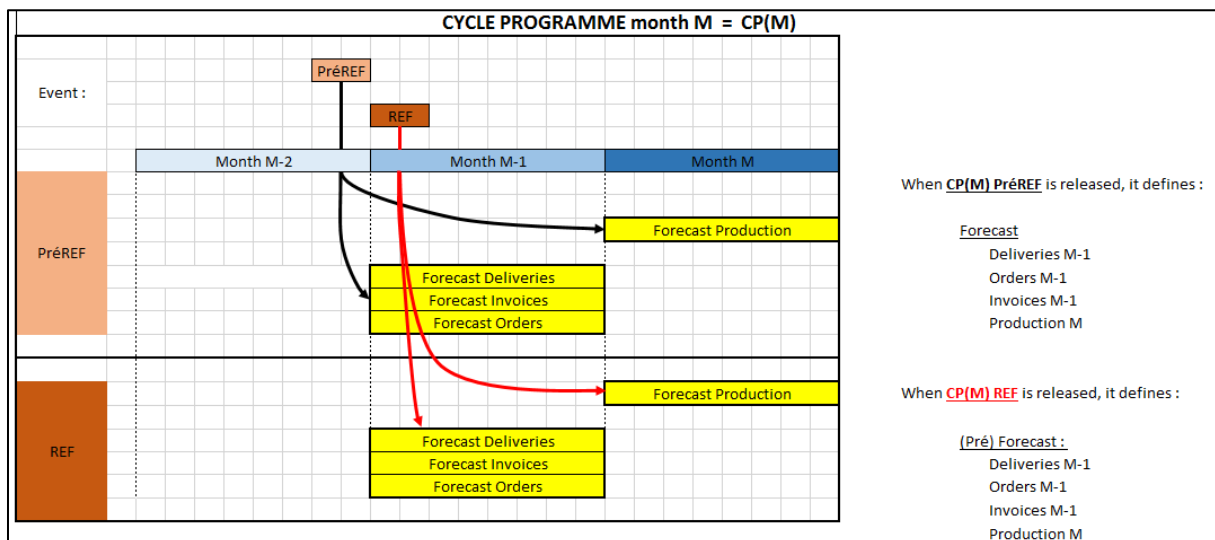 CYCLE PROGRAMME month M = CP(M)
PréREF
Event :
REF
Month M-2
Month M-1
Month M
When CP(M) PréREF is released, it defines :
Forecast Production
Forecast
PréREF
Deliveries M-1
Forecast Deliveries
Orders M-1
Forecast Invoices
Invoices M-1
Forecast Orders
Production M
Forecast Production
When CP(M) REF is released, it defines :
REF
Forecast Deliveries
(Pré) Forecast :
Forecast Invoices
Deliveries M-1
Forecast Orders
Orders M-1
Invoices M-1
Production M